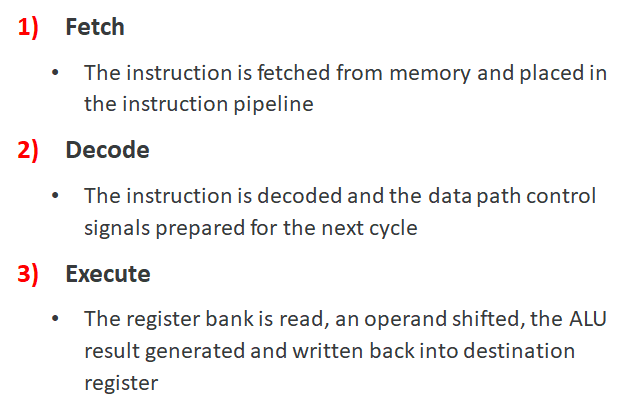 1) Fetch
• The instruction is fetched from memory and placed in
the instruction pipeline
2) Decode
• The instruction is decoded and the data path control
signals prepared for the next cycle
3) Execute
• The register bank is read, an operand shifted, the ALU
result generated and written back into destination
register